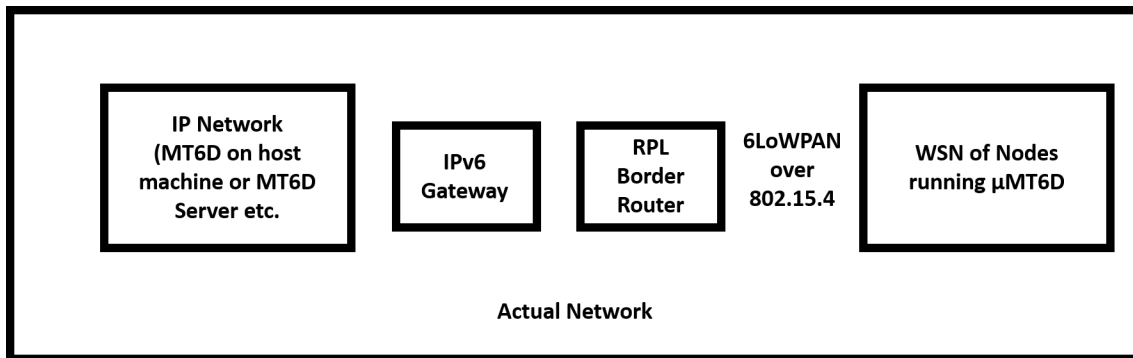 IP Network
(MT6D on host
machine or MT6D
Server etc.
IPv6
Gateway
RPL
Border
Router
6LoWPAN
over
802.15.4
WSN of Nodes
running µMT6D
Actual Network